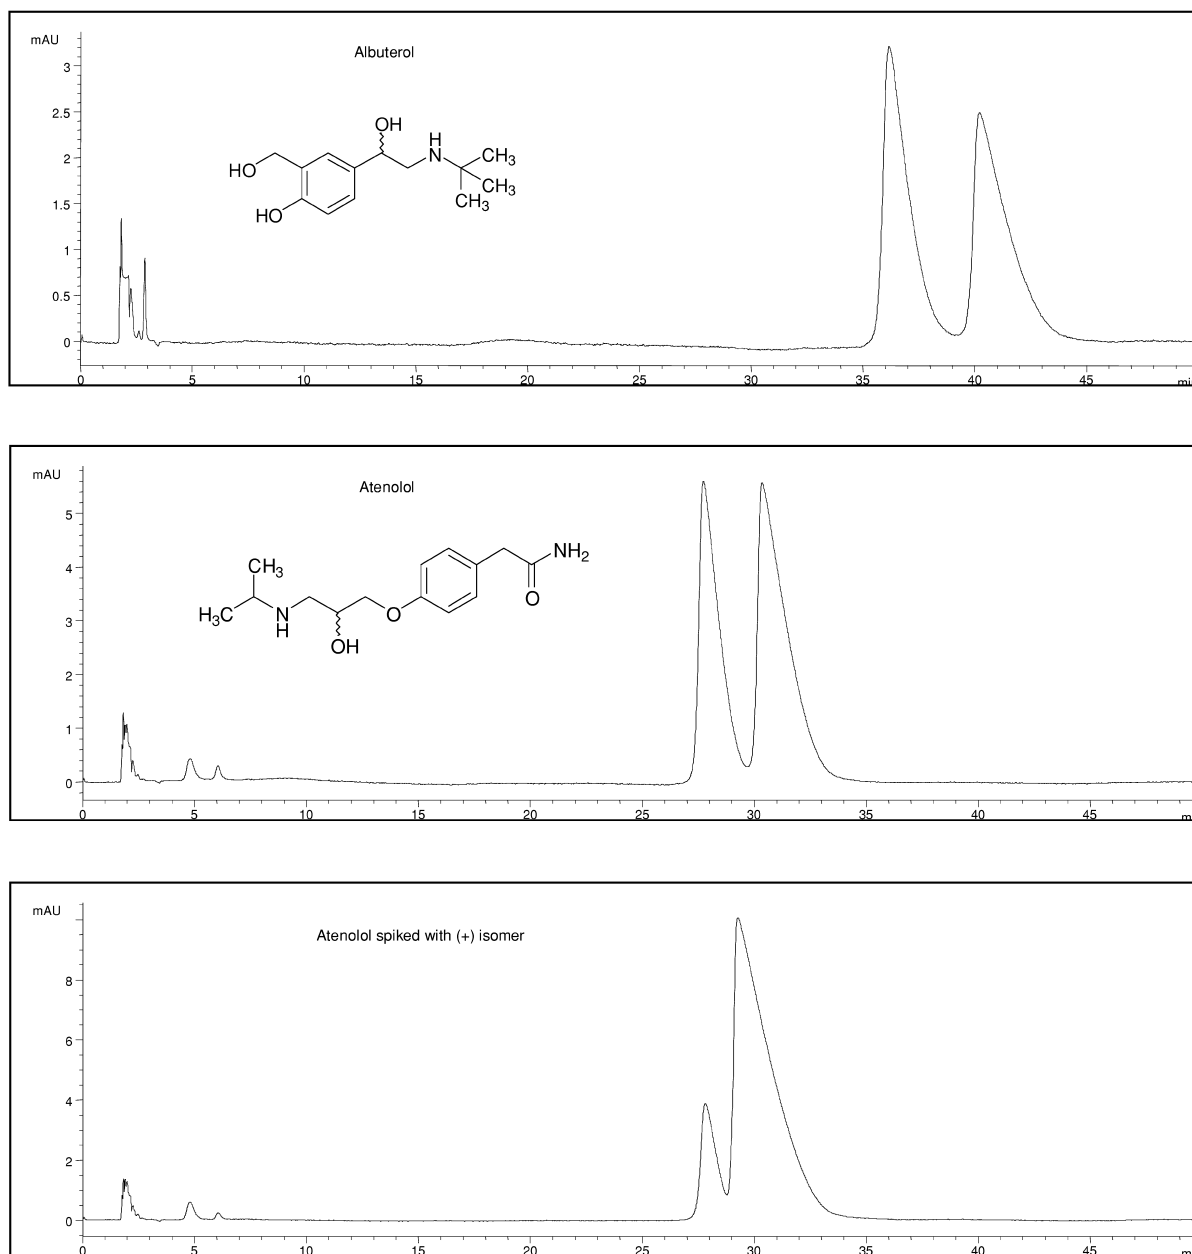 mAU
Albuterol
3
2.5
2
1.5
1
0.5
0
OH
HO
HO
H
N
CH3
CH3
CH3
0 5 10 15 20 25 30 35 40 45
mAU
Atenolol
5
4
3
2
1
0
CH3
H3C
N
H
OH
O
NH2
O
0 5 10 15 20 25 30 35 40 45 m
mAU
Atenolol spiked with (+) isomer
8
6
4
2
0
0 5 10 15 20 25 30 35 40 45